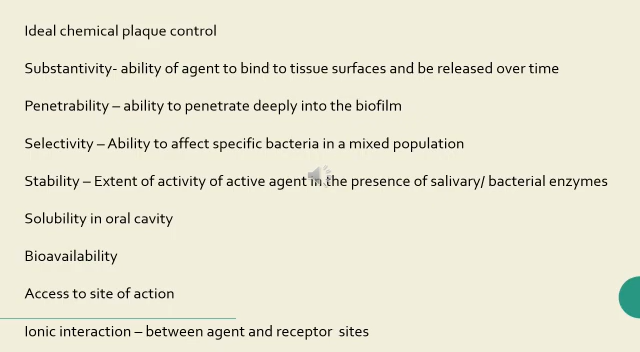 Ideal chemical plaque control
Substantivity- ability of agent to bind to tissue surfaces and be released over time
Penetrability – ability to penetrate deeply into the biofilm
Selectivity – Ability to affect specific bacteria in a mixed population
Stability – Extent of activity of active agent in the presence of salivary/ bacterial enzymes
Solubility in oral cavity
Bioavailability
Access to site of action
Ionic interaction – between agent and receptor sites